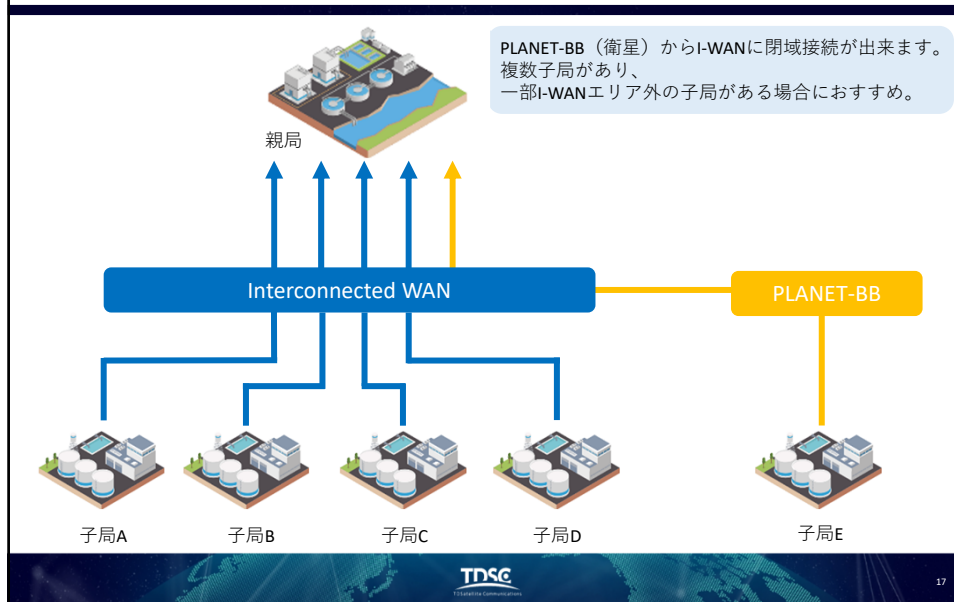 PLANET-BB（衛星）からI-WANに閉域接続が出来ます。
複数子局があり、
一部I-WANエリア外の子局がある場合におすすめ。
親局
Interconnected WAN
PLANET-BB
子局A
子局B
子局C
子局D
子局E
TDSC
TD Satellite Communications
17